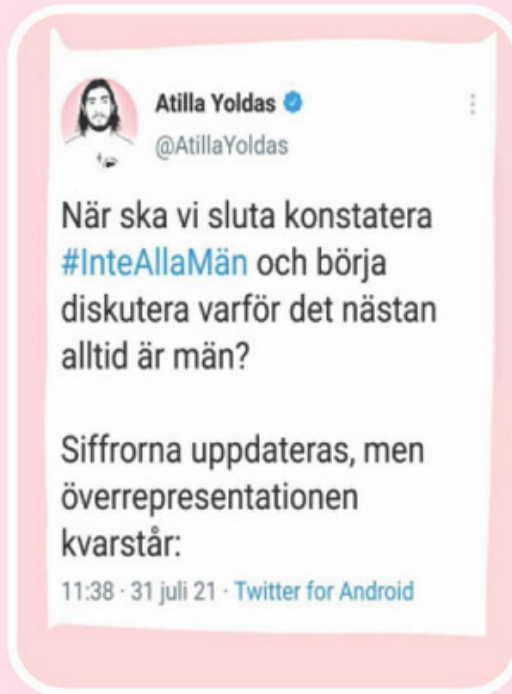 Atilla Yoldas
@AtillaYoldas
När ska vi sluta konstatera
#InteAllaMän och börja
diskutera varför det nästan
alltid är män?
Siffrorna uppdateras, men
överrepresentationen
kvarstår:
11:38 · 31 juli 21 · Twitter for Android